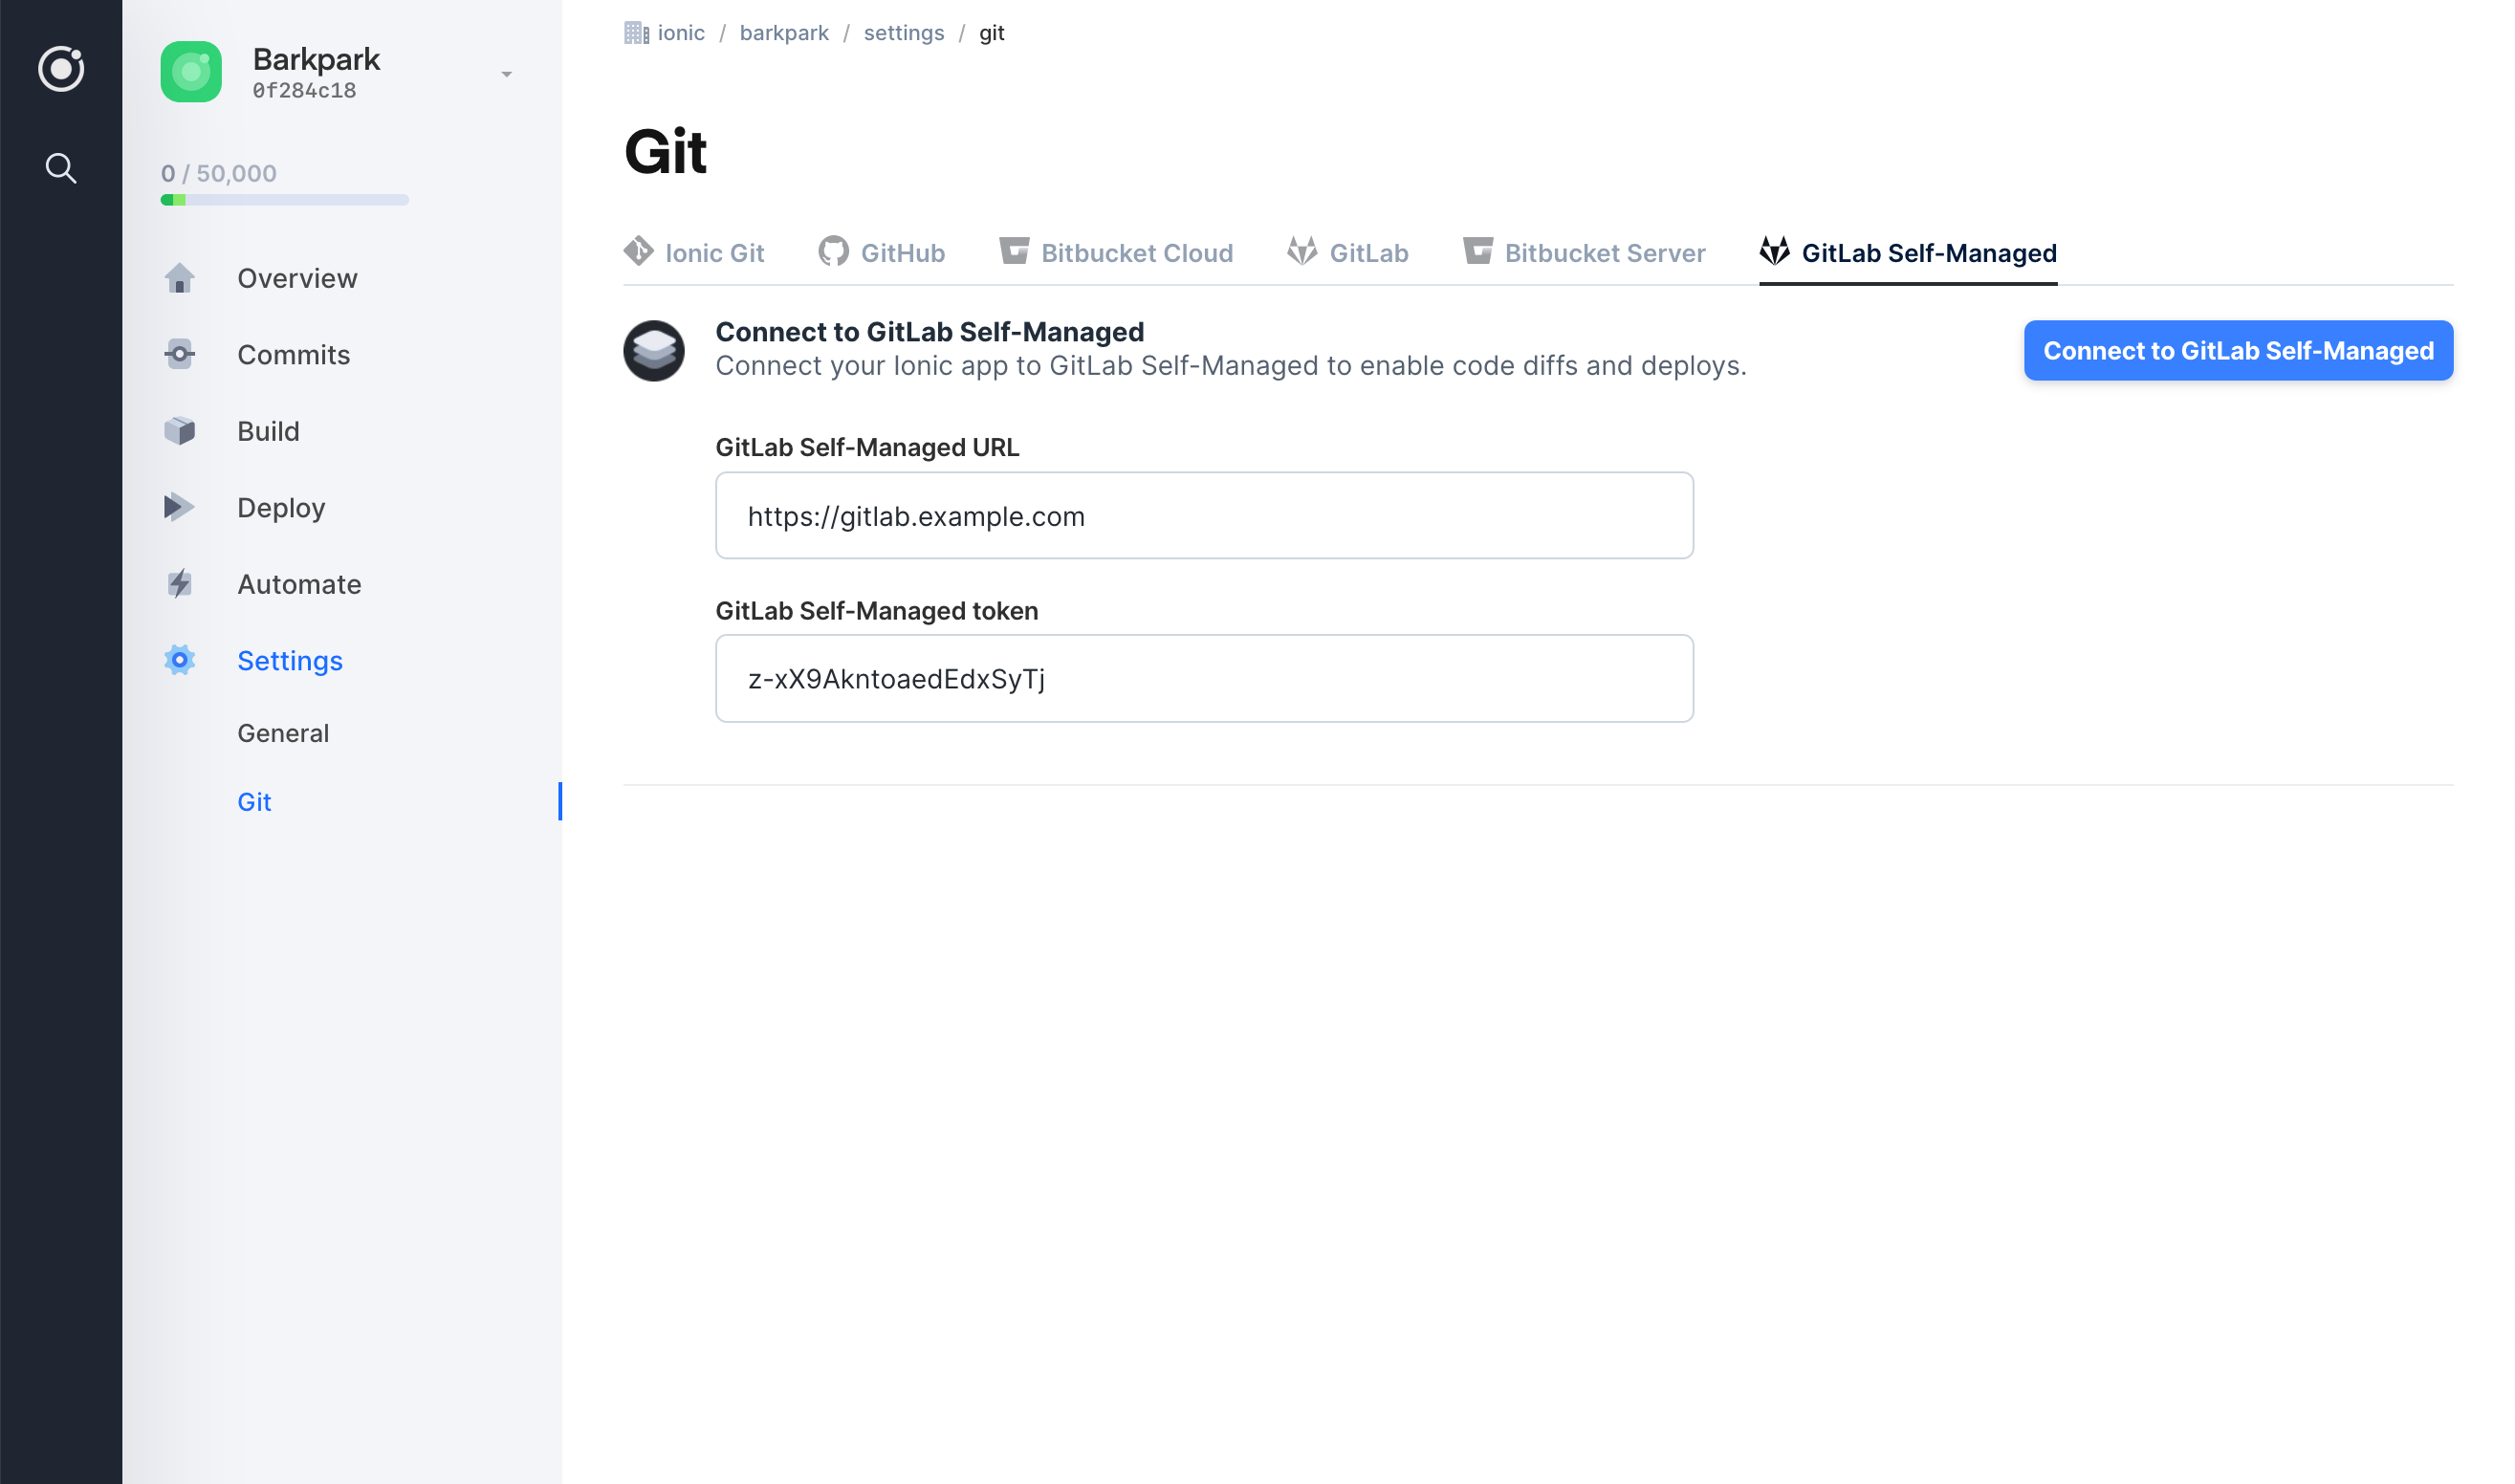 Barkpark
0f284c18
0 / 50,000
Overview
Commits
Build
Deploy
Automate
Settings
General
Git
ionic / barkpark / settings / git
Git
Ionic Git GitHub Bitbucket Cloud GitLab Bitbucket Server GitLab Self-Managed
Connect to GitLab Self-Managed
Connect your Ionic app to GitLab Self-Managed to enable code diffs and deploys.
Connect to GitLab Self-Managed
GitLab Self-Managed URL
https://gitlab.example.com
GitLab Self-Managed token
z-xX9AkntoaedEdxSyTj